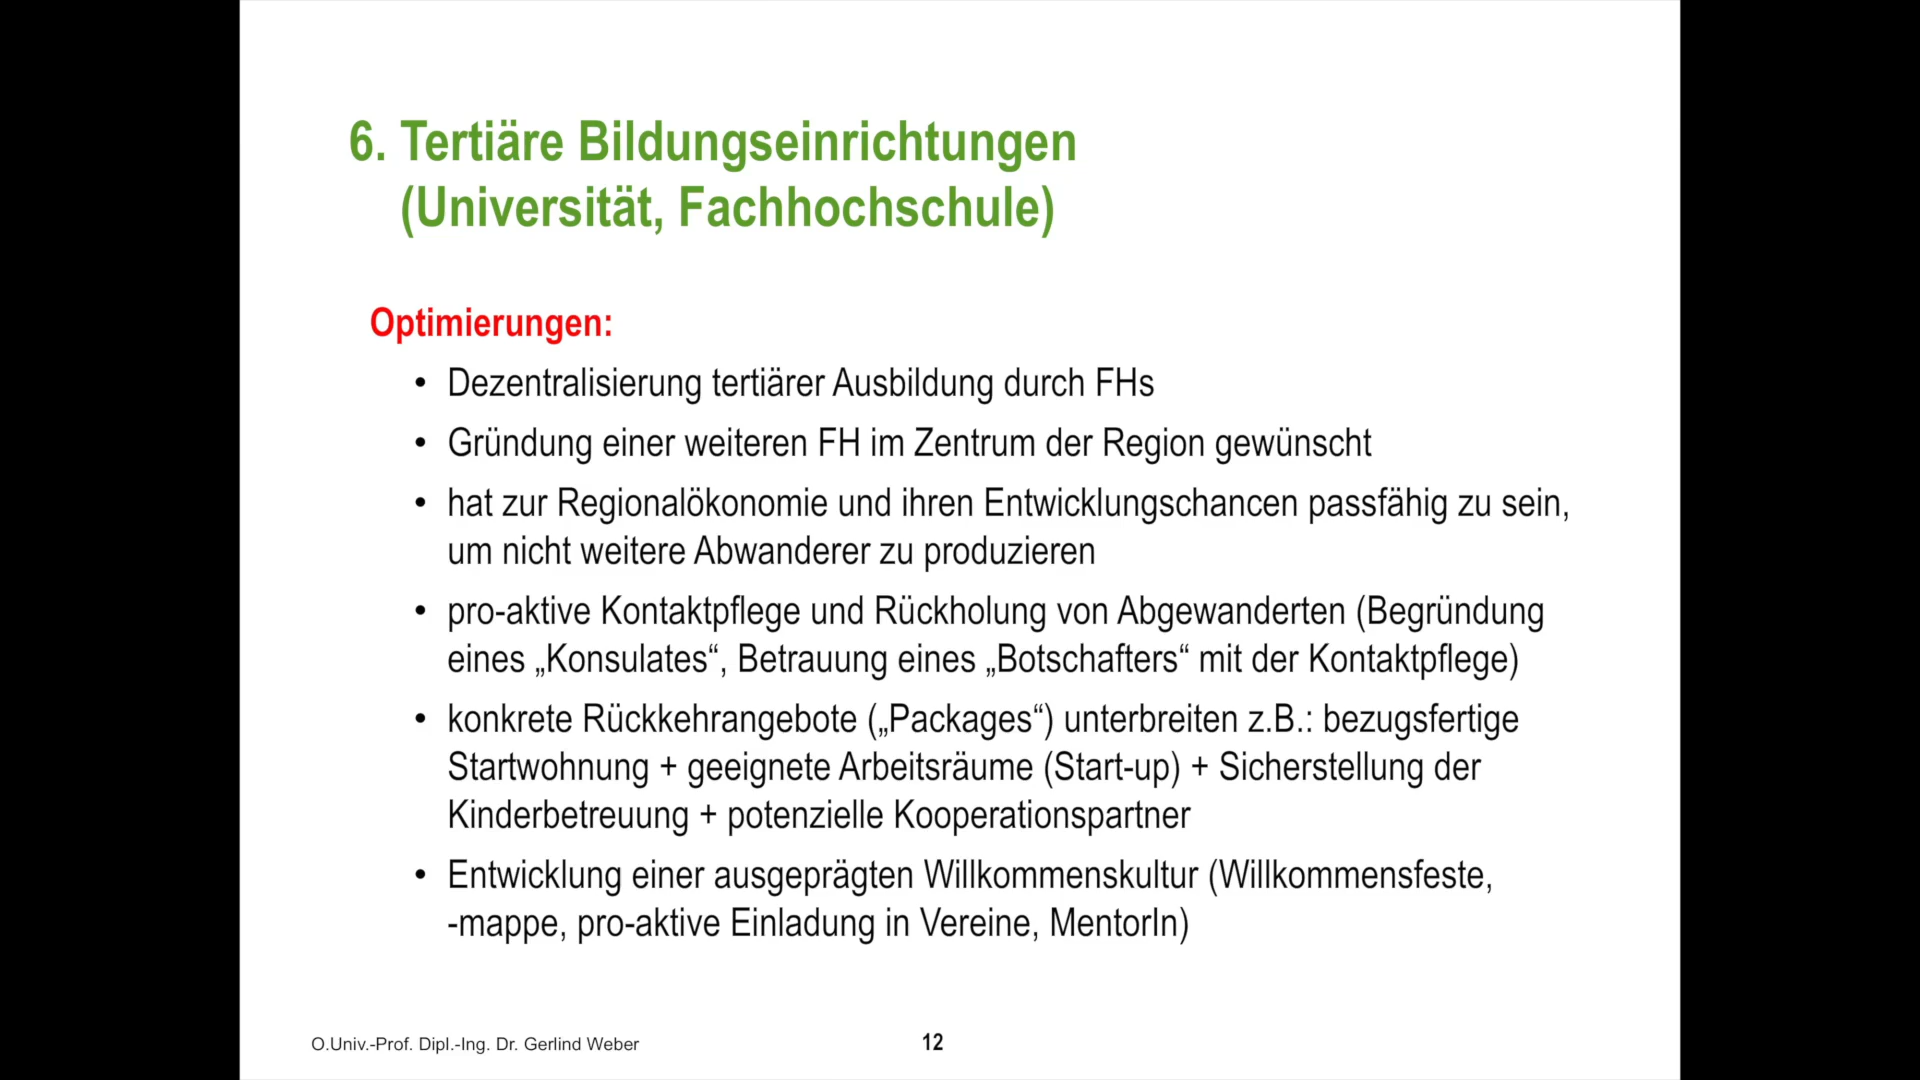 6. Tertiäre Bildungseinrichtungen
(Universität, Fachhochschule)
Optimierungen:
• Dezentralisierung tertiärer Ausbildung durch FHs
• Gründung einer weiteren FH im Zentrum der Region gewünscht
• hat zur Regionalökonomie und ihren Entwicklungschancen passfähig zu sein,
um nicht weitere Abwanderer zu produzieren
• pro-aktive Kontaktpflege und Rückholung von Abgewanderten (Begründung
eines „Konsulates“, Betrauung eines „Botschafters“ mit der Kontaktpflege)
• konkrete Rückkehrangebote („Packages“) unterbreiten z.B.: bezugsfertige
Startwohnung + geeignete Arbeitsräume (Start-up) + Sicherstellung der
Kinderbetreuung + potenzielle Kooperationspartner
• Entwicklung einer ausgeprägten Willkommenskultur (Willkommensfeste,
-mappe, pro-aktive Einladung in Vereine, MentorIn)
O.Univ.-Prof. Dipl.-Ing. Dr. Gerlind Weber
12